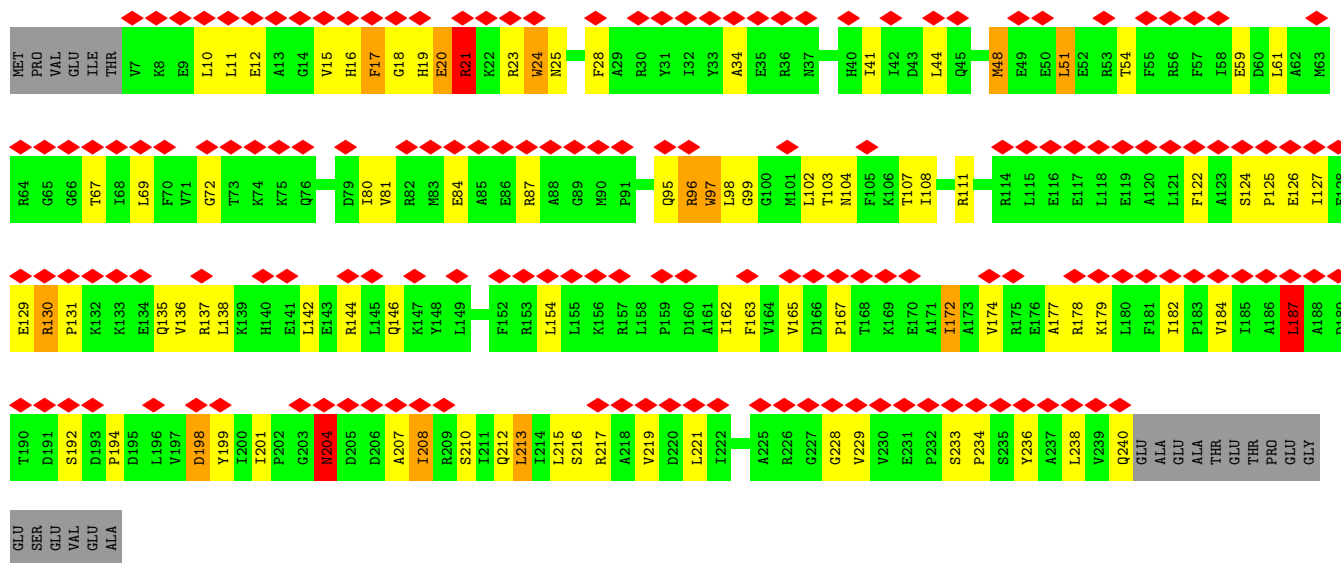 MET PRO VAL GLU ILE THR V7 K8 E9 L10 L11 E12 A13 G14 V15 H16 F17 G18 H19 E20 R21 K22 R23 W24 N25 F28 A29 R30 Y31 I32 Y33 A34 E35 R36 N37 H40 I41 I42 D43 L44 Q45 M48 E49 E50 L51 E52 R53 T54 F55 R56 F57 I58 E59 D60 L61 A62 M63
R64 G65 G66 T67 I68 L69 F70 V71 G72 T73 K74 K75 Q76 D79 I80 V81 R82 M83 E84 A85 E86 R87 A88 G89 M90 P91 Q95 R96 W97 L98 G99 G100 M101 L102 T103 N104 F105 K106 T107 I108 R111 R114 L115 E116 E117 L118 E119 A120 L121 F122 A123 S124 P125 E126 I127
E129 R130 P131 K132 K133 E134 Q135 V136 R137 L138 K139 H140 E141 L142 E143 R144 L145 Q146 K147 Y148 L149 F152 R153 L154 L155 K156 R157 L158 P159 D160 A161 I162 F163 V164 V165 D166 P167 T168 K169 E170 A171 I172 A173 V174 R175 E176 A177 R178 K179 L180 F181 I182 P183 V184 I185 A186 L187 A188
T190 D191 S192 D193 P194 D195 L196 V197 D198 Y199 I200 I201 P202 G203 N204 D205 D206 A207 I208 R209 S210 I211 Q212 L213 I214 L215 S216 R217 A218 V219 D220 L221 I222 A225 R226 G227 G228 V229 V230 E231 P232 S233 P234 S235 Y236 A237 L238 V239 Q240 GLU ALA GLU ALA THR GLU THR PRO GLU GLY
GLU SER GLU VAL GLU ALA